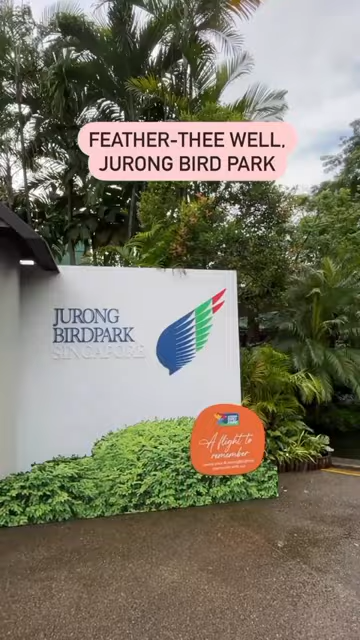 FEATHER-THEE WELL,
JURONG BIRD PARK
JURONG
BIRDPARK
SINGAPORE
A flight to
remember